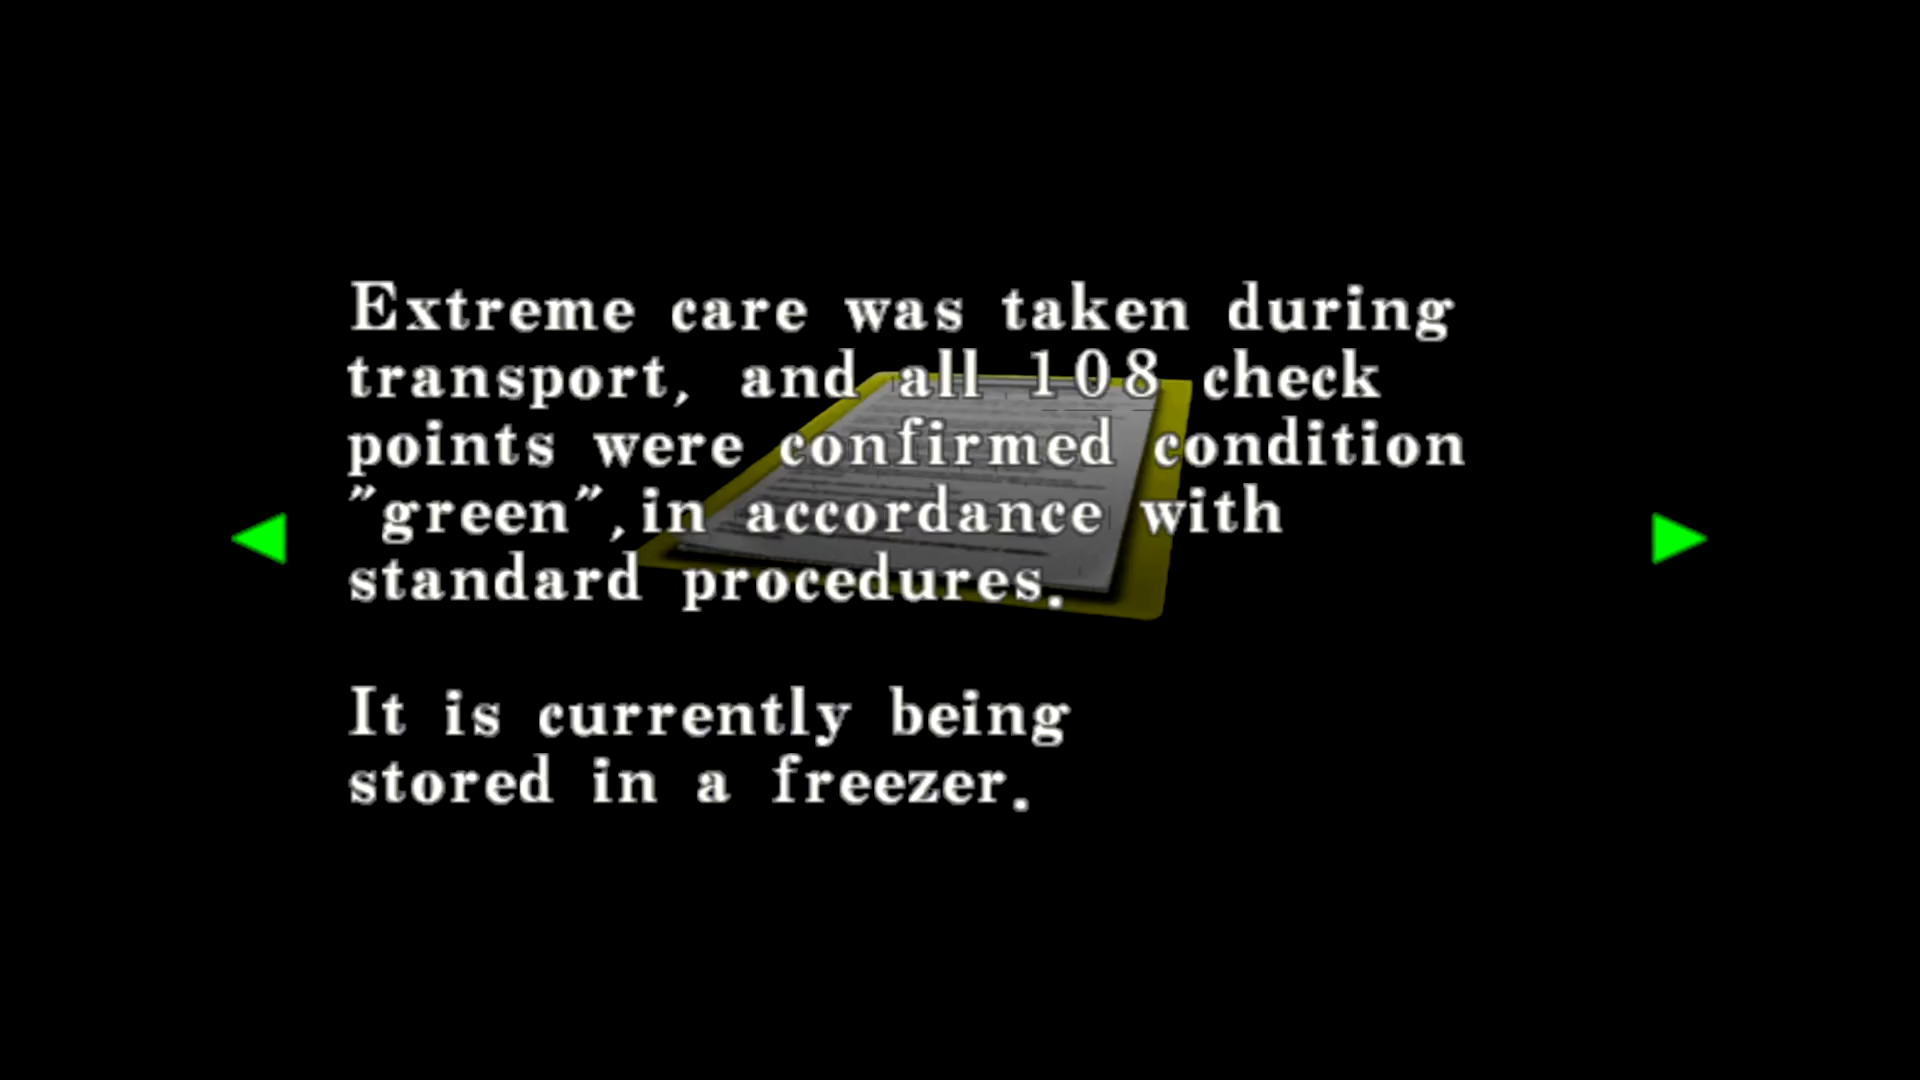 Extreme care was taken during
transport, and all 108 check
points were confirmed condition
"green",in accordance with
standard procedures.
It is currently being
stored in a freezer.